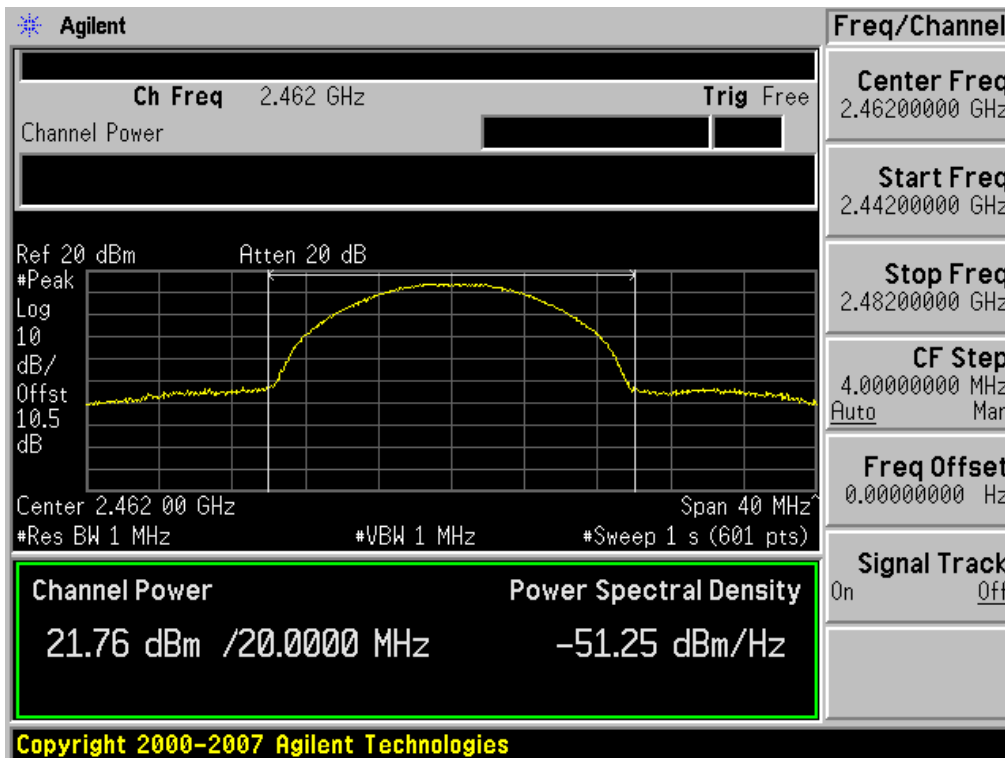 Agilent
Freq/Channel
Ch Freq 2.462 GHz Trig Free
Channel Power
Center Freq
2.46200000 GHz
Start Freq
2.44200000 GHz
Stop Freq
2.48200000 GHz
CF Step
4.00000000 MHz
Auto Man
Freq Offset
0.00000000 Hz
Signal Track
On Off
Ref 20 dBm Atten 20 dB
#Peak
Log
10
dB/
Offst
10.5
dB
Center 2.462 00 GHz Span 40 MHz^
#Res BW 1 MHz #VBW 1 MHz #Sweep 1 s (601 pts)
Channel Power Power Spectral Density
21.76 dBm /20.0000 MHz -51.25 dBm/Hz
Copyright 2000-2007 Agilent Technologies